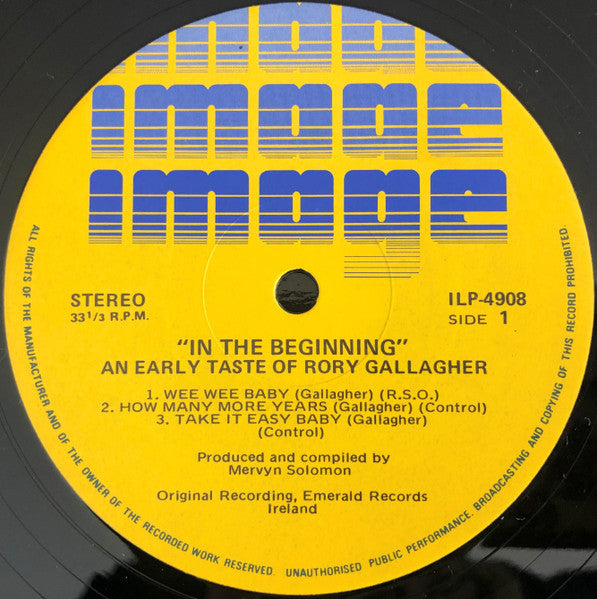 image
image
image
STEREO
33 1/3 R.P.M.
ILP-4908
SIDE 1
"IN THE BEGINNING"
AN EARLY TASTE OF RORY GALLAGHER
1. WEE WEE BABY (Gallagher) (R.S.O.)
2. HOW MANY MORE YEARS (Gallagher) (Control)
3. TAKE IT EASY BABY (Gallagher)
(Control)
Produced and compiled by
Mervyn Solomon
Original Recording, Emerald Records
Ireland
ALL RIGHTS OF THE MANUFACTURER AND OF THE OWNER OF THE RECORDED WORK RESERVED. UNAUTHORISED PUBLIC PERFORMANCE. BROADCASTING AND COPYING OF THIS RECORD PROHIBITED.